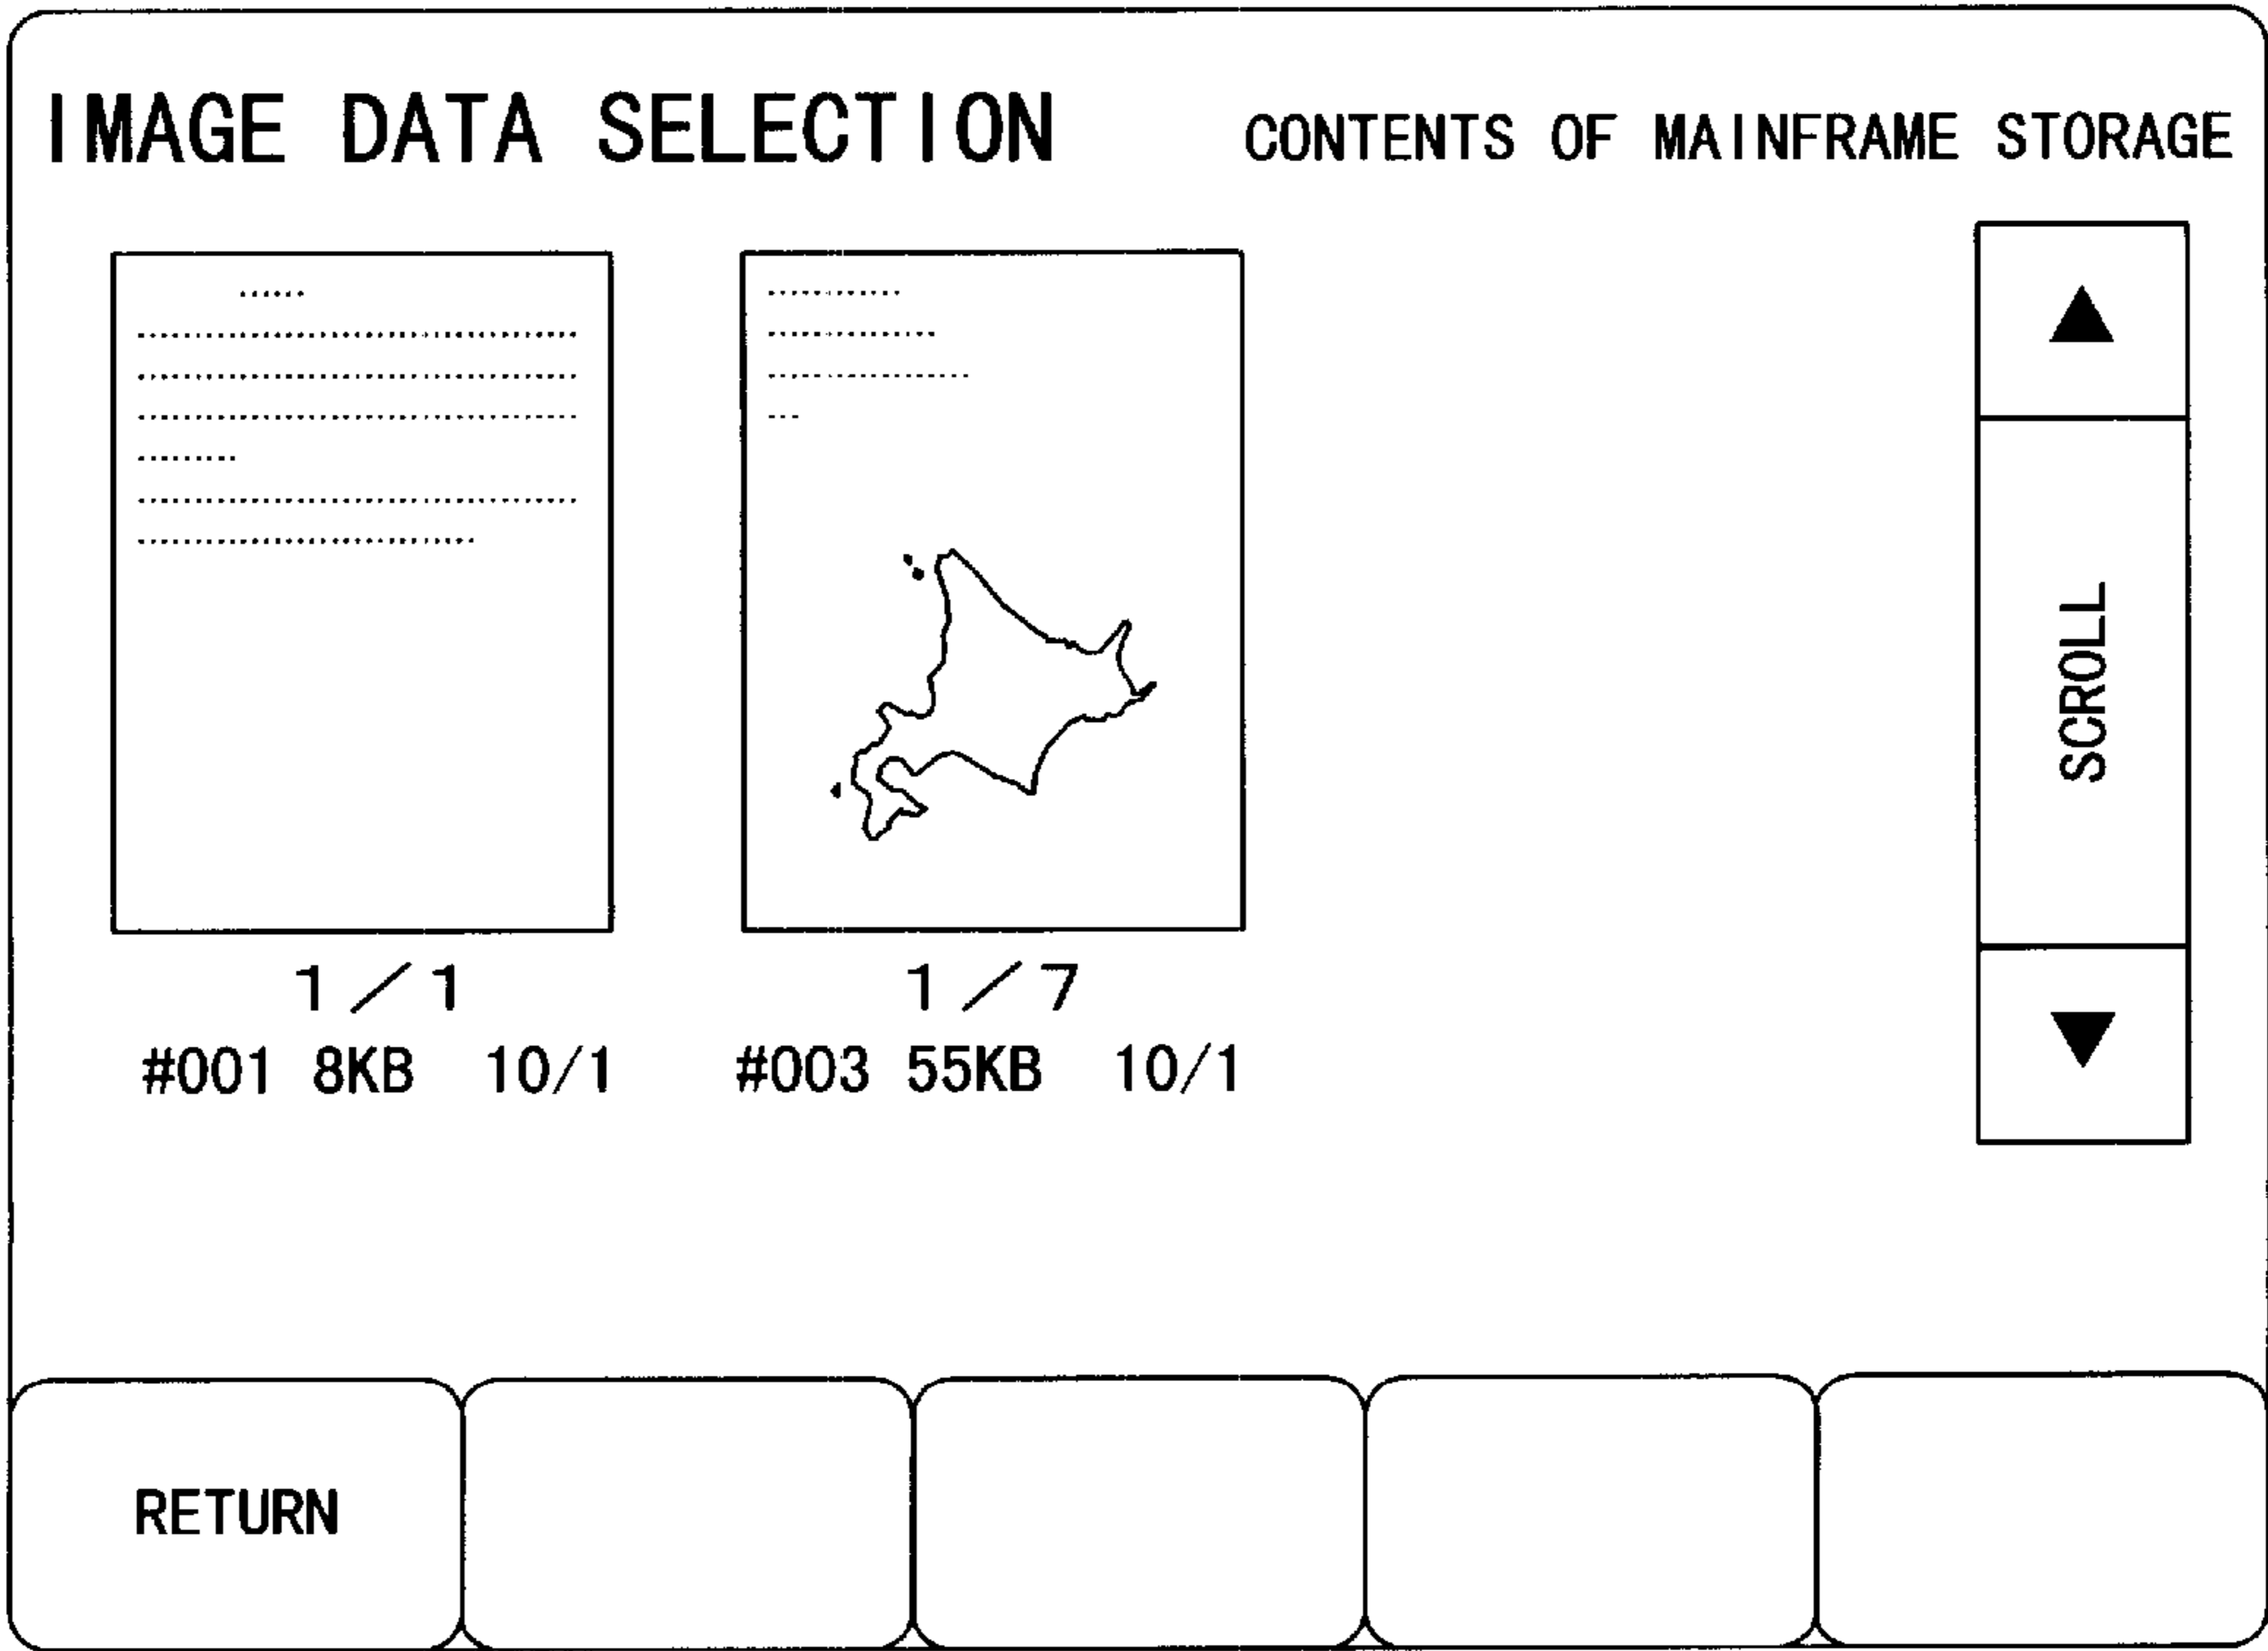 IMAGE DATA SELECTION
CONTENTS OF MAINFRAME STORAGE
▲
SCROLL
▼
1/1
#001 8KB 10/1
1/7
#003 55KB 10/1
RETURN